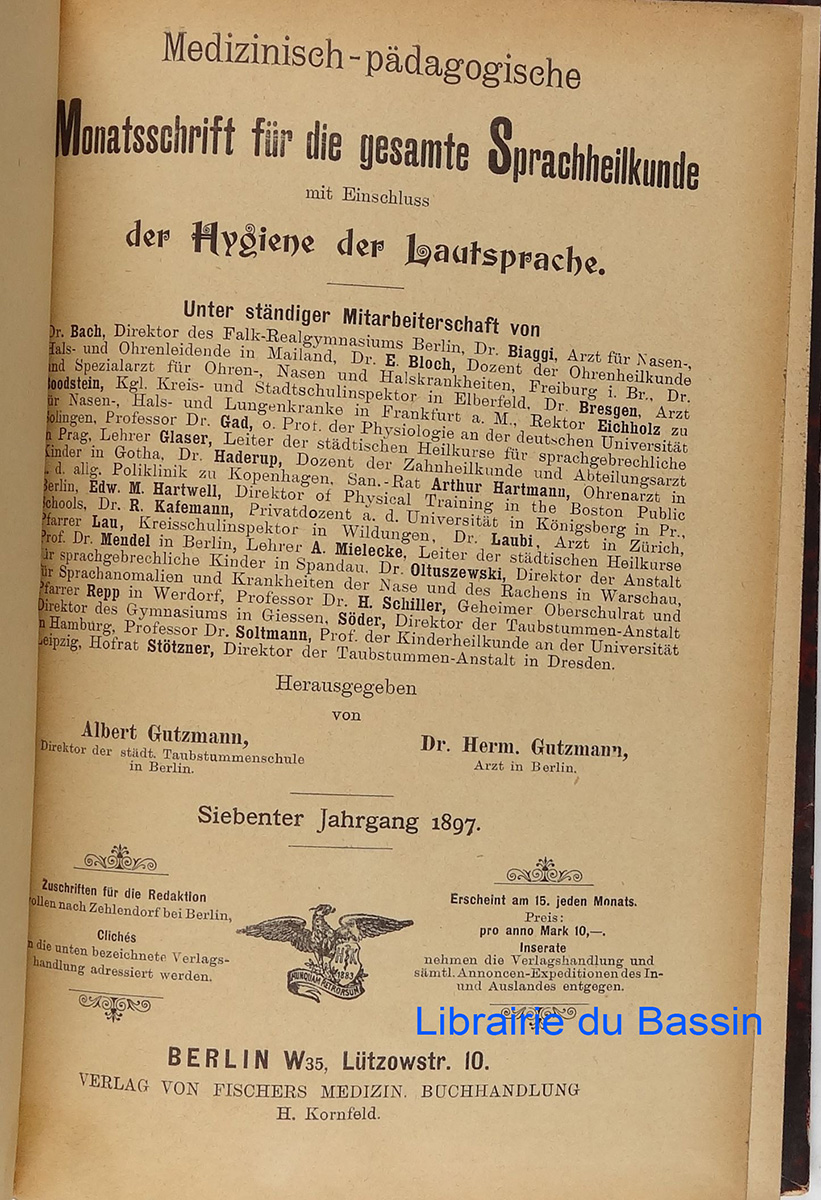 Medizinisch-pädagogische
Monatsschrift für die gesamte Sprachheilkunde
mit Einschluss
der Hygiene der Lautsprache.
Unter ständiger Mitarbeiterschaft von
Dr. Bach, Direktor des Falk-Realgymnasiums Berlin, Dr. Biaggi, Arzt für Nasen-,
Hals- und Ohrenleidende in Mailand, Dr. E. Bloch, Dozent der Ohrenheilkunde
und Spezialarzt für Ohren-, Nasen und Halskrankheiten, Freiburg i. Br., Dr.
Boodstein, Kgl. Kreis- und Stadtschulinspektor in Elberfeld, Dr. Bresgen, Arzt
für Nasen-, Hals- und Lungenkranke in Frankfurt a. M., Rektor Eichholz zu
Solingen, Professor Dr. Gad, o. Prof. der Physiologie an der deutschen Universität
in Prag, Lehrer Glaser, Leiter der städtischen Heilkurse für sprachgebrechliche
Kinder in Gotha, Dr. Haderup, Dozent der Zahnheilkunde und Abteilungsarzt
a. d. allg. Poliklinik zu Kopenhagen, San.-Rat Arthur Hartmann, Ohrenarzt in
Berlin, Edw. M. Hartwell, Direktor of Physical Training in the Boston Public
Schools, Dr. R. Kafemann, Privatdozent a. d. Universität in Königsberg in Pr.,
Pfarrer Lau, Kreisschulinspektor in Wildungen, Dr. Laubi, Arzt in Zürich,
Prof. Dr. Mendel in Berlin, Lehrer A. Mielecke, Leiter der städtischen Heilkurse
für sprachgebrechliche Kinder in Spandau. Dr. Oltuszewski, Direktor der Anstalt
für Sprachanomalien und Krankheiten der Nase und des Rachens in Warschau,
Pfarrer Repp in Werdorf, Professor Dr. H. Schiller, Geheimer Oberschulrat und
Direktor des Gymnasiums in Giessen, Söder, Direktor der Taubstummen-Anstalt
in Hamburg, Professor Dr. Soltmann, Prof. der Kinderheilkunde an der Universität
Leipzig, Hofrat Stötzner, Direktor der Taubstummen-Anstalt in Dresden.
Herausgegeben
von
Albert Gutzmann,
Direktor der städt. Taubstummenschule
in Berlin.
Dr. Herm. Gutzmann,
Arzt in Berlin.
Siebenter Jahrgang 1897.
Zuschriften für die Redaktion
wollen nach Zehlendorf bei Berlin,
Clichés
an die unten bezeichnete Verlags-
handlung adressiert werden.
1883
NUNQUAM RETRORSUM
Erscheint am 15. jeden Monats.
Preis:
pro anno Mark 10,—.
Inserate
nehmen die Verlagshandlung und
sämtl. Annoncen-Expeditionen des In-
und Auslandes entgegen.
Librairie du Bassin
BERLIN W35, Lützowstr. 10.
VERLAG VON FISCHERS MEDIZIN. BUCHHANDLUNG
H. Kornfeld.